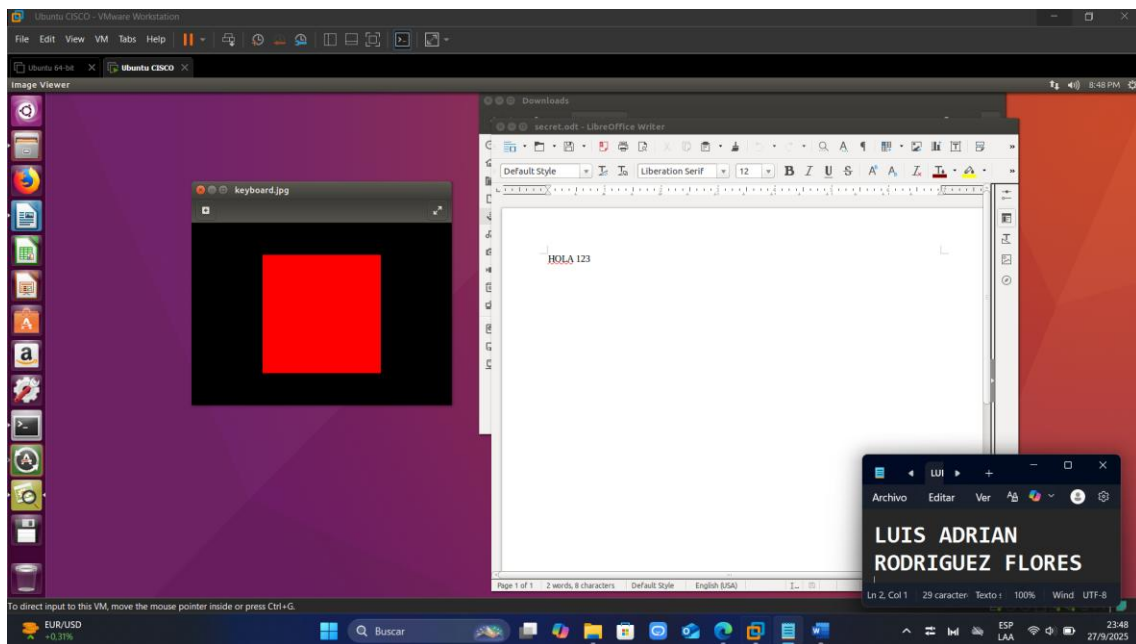 Ubuntu CISCO - VMware Workstation
File Edit View VM Tabs Help
Ubuntu 64-bit Ubuntu CISCO
Image Viewer 8:48 PM
Downloads
secret.odt - LibreOffice Writer
Default Style Liberation Serif 12
keyboard.jpg
HOLA 123
LUI
Archivo Editar Ver
LUIS ADRIAN
RODRIGUEZ FLORES
Ln 2, Col 1 29 caracter Texto 100% Wind UTF-8
Page 1 of 1 2 words, 8 characters Default Style English (USA)
To direct input to this VM, move the mouse pointer inside or press Ctrl+G.
EUR/USD
+0,31%
Buscar
ESP
LAA
23:48
27/9/2025